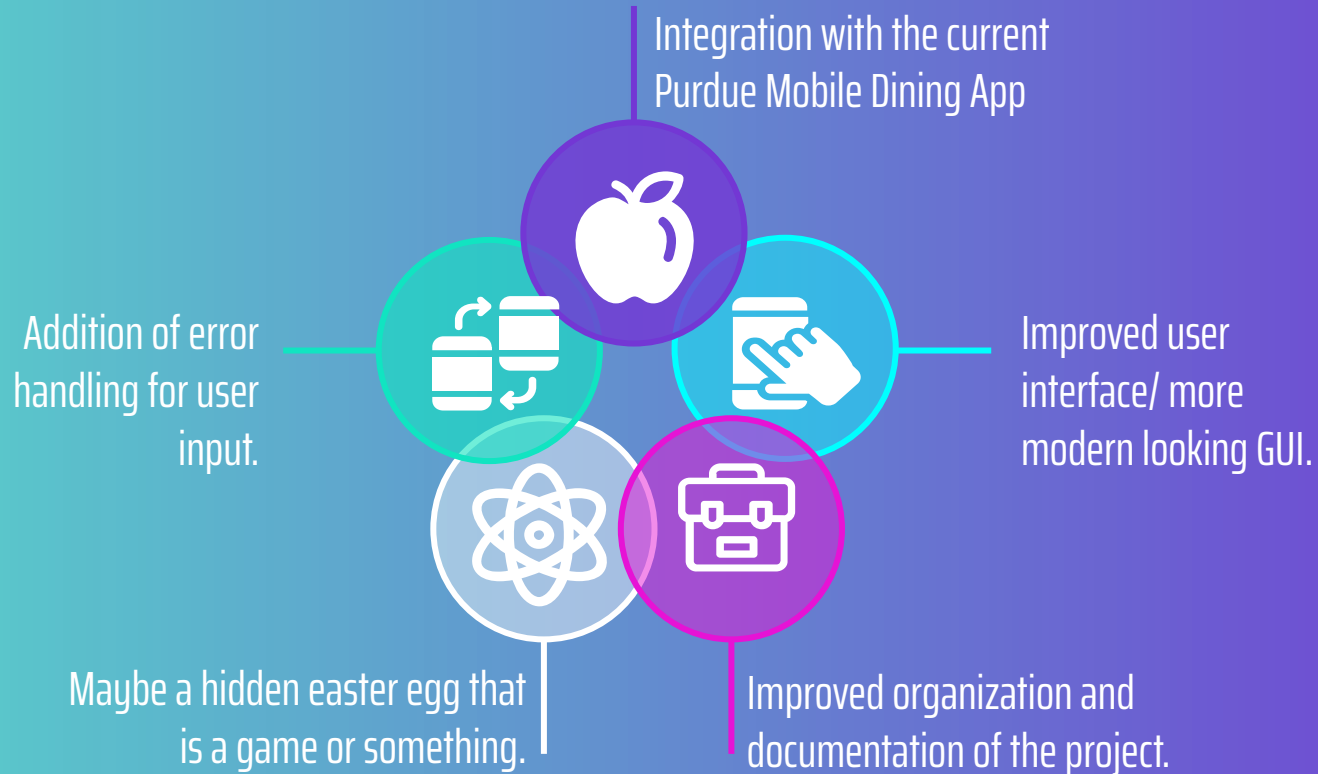 Integration with the current
Purdue Mobile Dining App
Addition of error
handling for user
input.
Improved user
interface/ more
modern looking GUI.
Maybe a hidden easter egg that
is a game or something.
Improved organization and
documentation of the project.